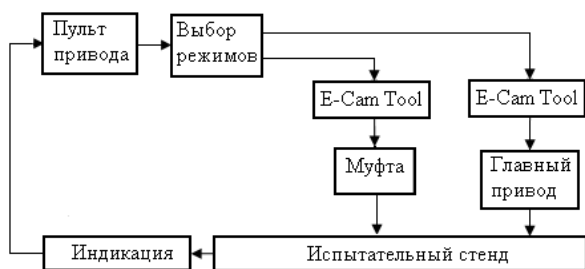 Пульт
привода
Выбор
режимов
E-Cam Tool
E-Cam Tool
Муфта
Главный
привод
Индикация
Испытательный стенд